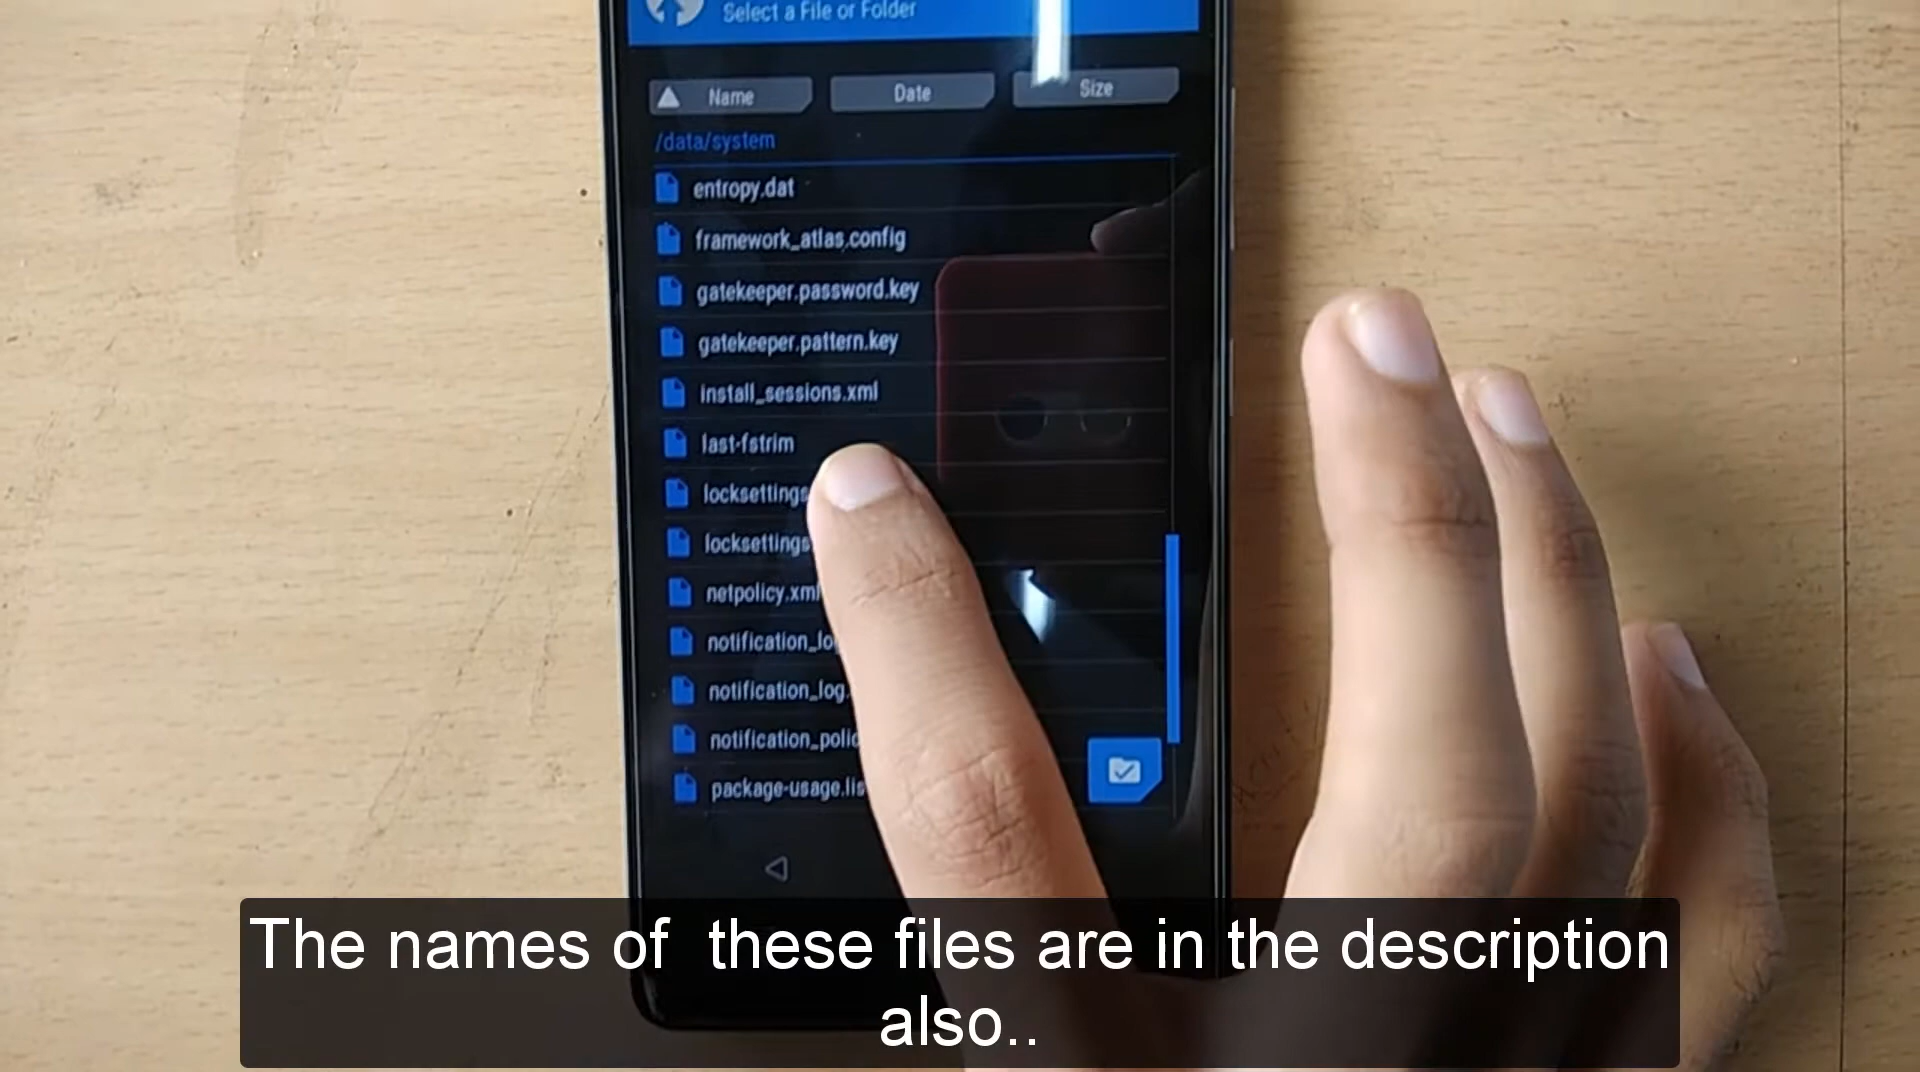 Select a File or Folder
Name Date Size
/data/system
entropy.dat
framework_atlas.config
gatekeeper.password.key
gatekeeper.pattern.key
install_sessions.xml
last-fstrim
locksettings
locksettings
netpolicy.xml
notification_lo
notification_log.
notification_polic
package-usage.lis
The names of these files are in the description
also..